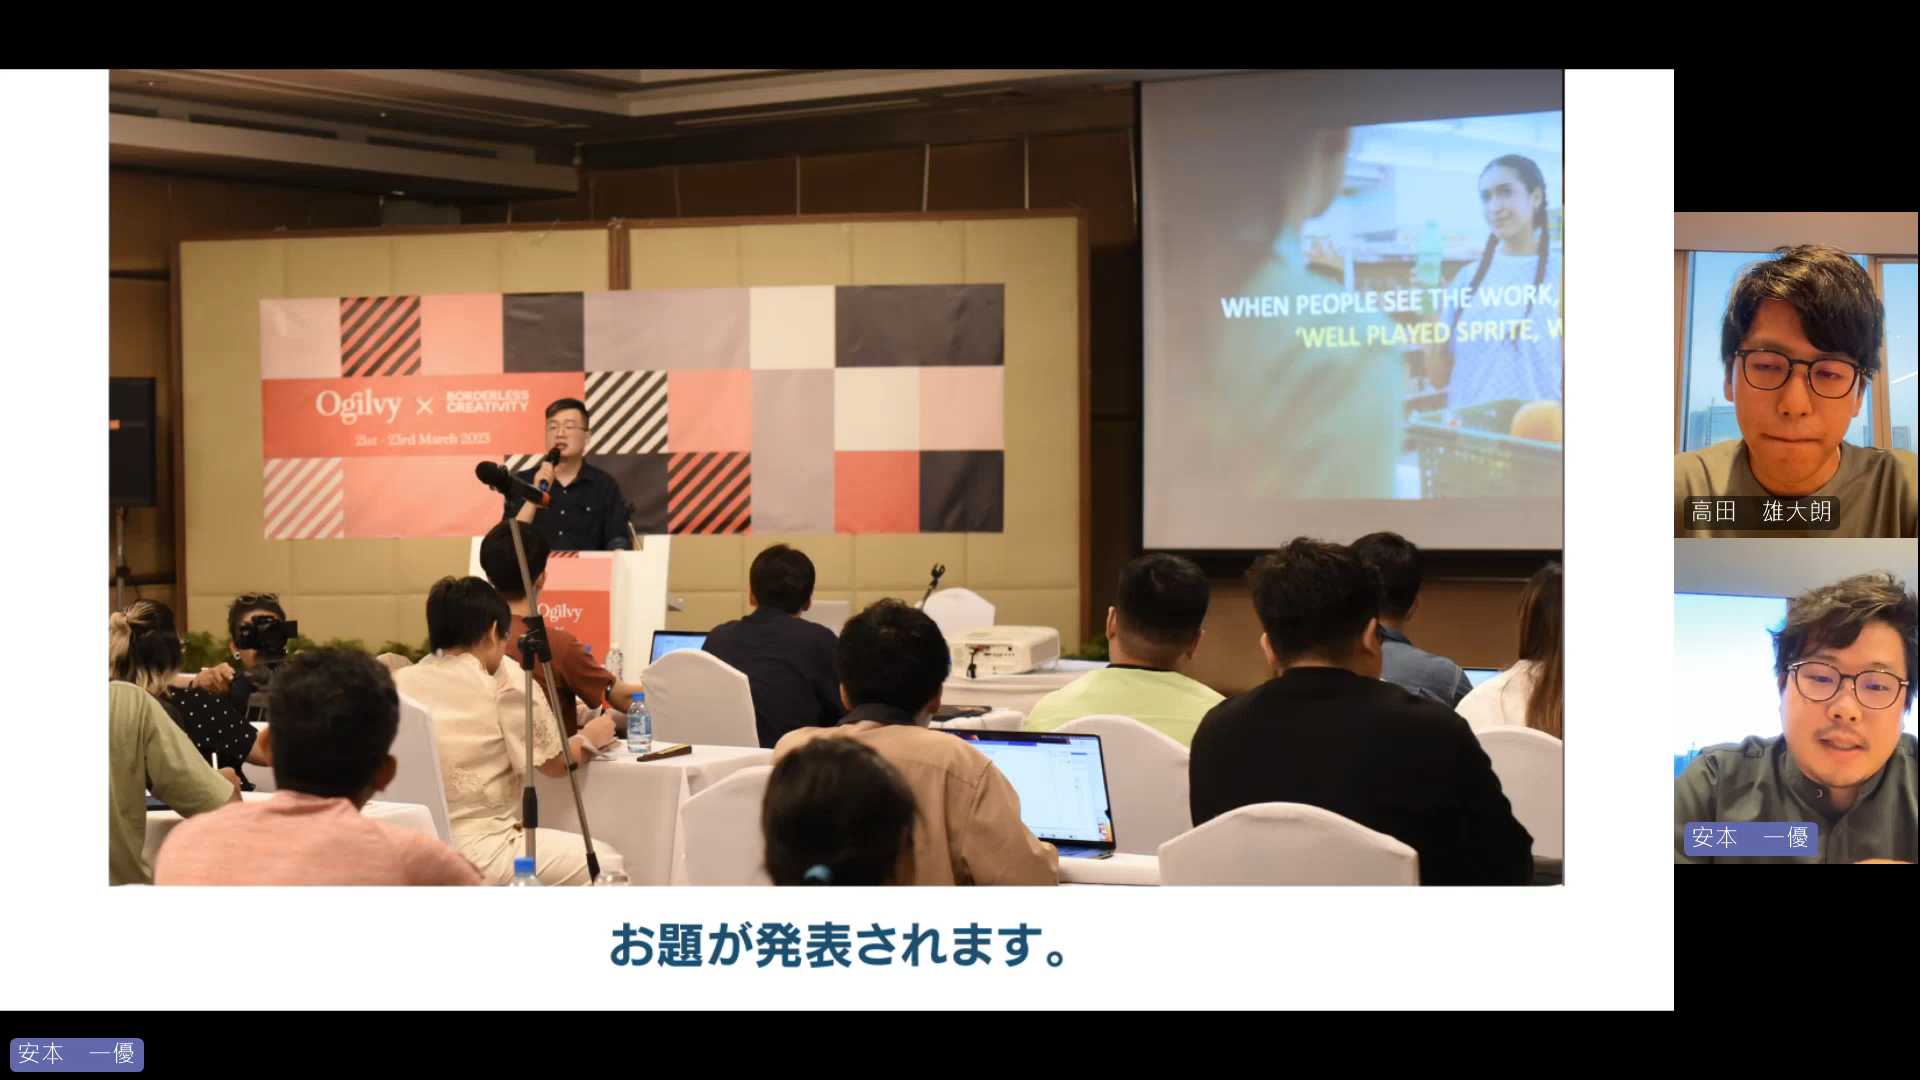 WHEN PEOPLE SEE THE WORK,
‘WELL PLAYED SPRITE, W
Ogilvy × BORDERLESS
CREATIVITY
21st - 23rd March 2023
Ogilvy
お題が発表されます。
高田　雄大朗
安本　一優
安本　一優